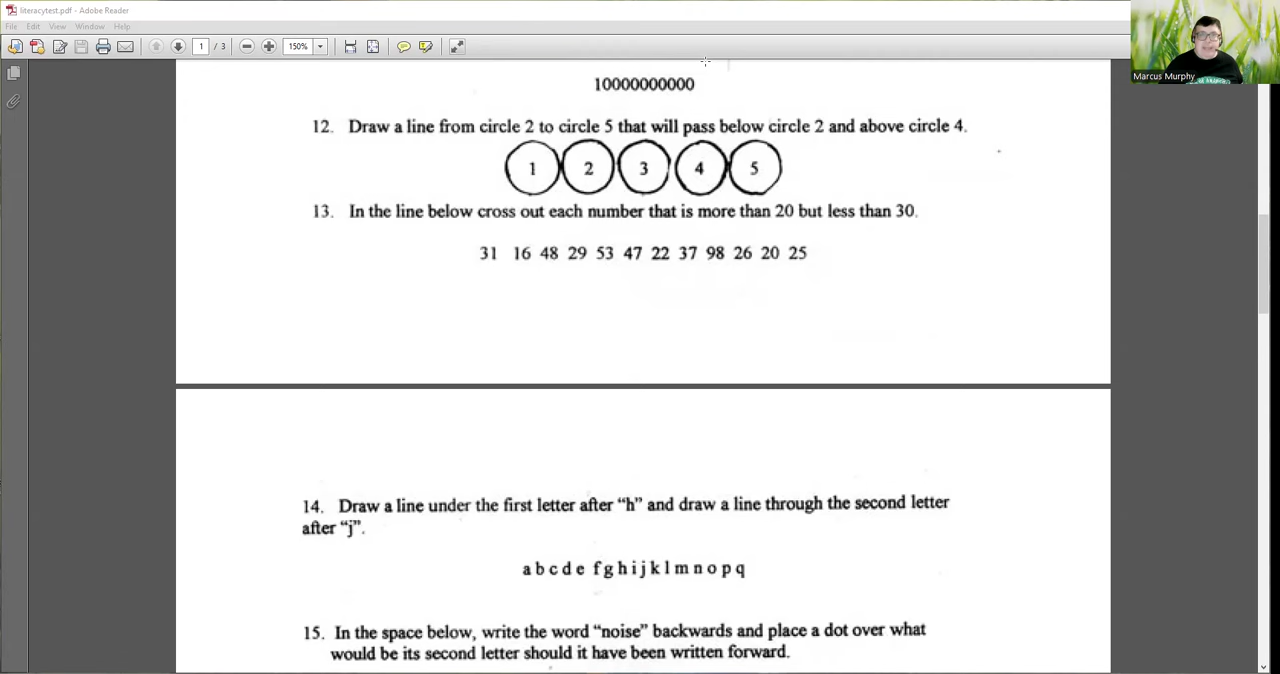 literacytest.pdf - Adobe Reader
File Edit View Window Help
1 / 3 150%
Marcus Murphy
10000000000
12. Draw a line from circle 2 to circle 5 that will pass below circle 2 and above circle 4.
1 2 3 4 5
13. In the line below cross out each number that is more than 20 but less than 30.
31 16 48 29 53 47 22 37 98 26 20 25
14. Draw a line under the first letter after “h” and draw a line through the second letter
after “j”.
a b c d e f g h i j k l m n o p q
15. In the space below, write the word “noise” backwards and place a dot over what
would be its second letter should it have been written forward.